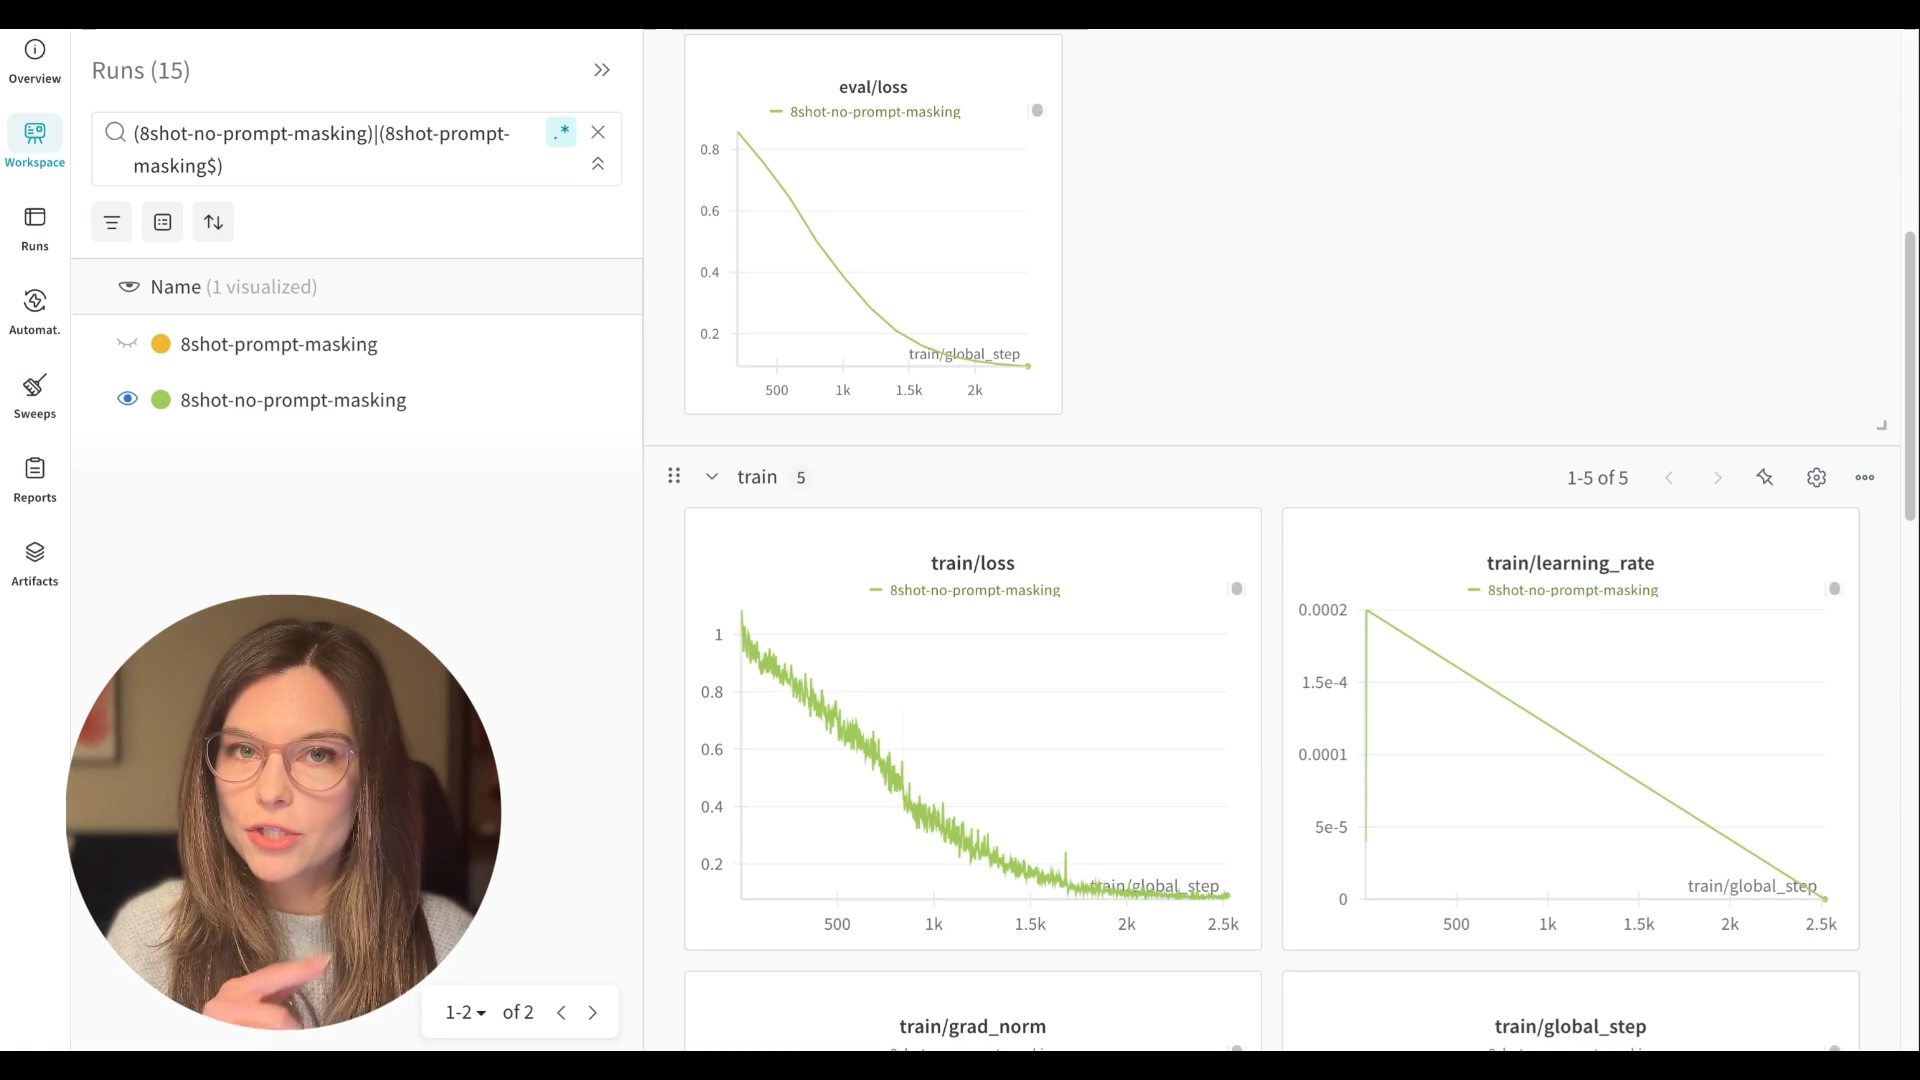 Overview
Workspace
Runs
Automat.
Sweeps
Reports
Artifacts
Runs (15)
(8shot-no-prompt-masking)|(8shot-prompt-
masking$)
.*
Name (1 visualized)
8shot-prompt-masking
8shot-no-prompt-masking
1-2 of 2
eval/loss
8shot-no-prompt-masking
0.8
0.6
0.4
0.2
train/global_step
500 1k 1.5k 2k
train 5
1-5 of 5
train/loss
8shot-no-prompt-masking
1
0.8
0.6
0.4
0.2
train/global_step
500 1k 1.5k 2k 2.5k
train/learning_rate
8shot-no-prompt-masking
0.0002
1.5e-4
0.0001
5e-5
0
train/global_step
500 1k 1.5k 2k 2.5k
train/grad_norm
train/global_step